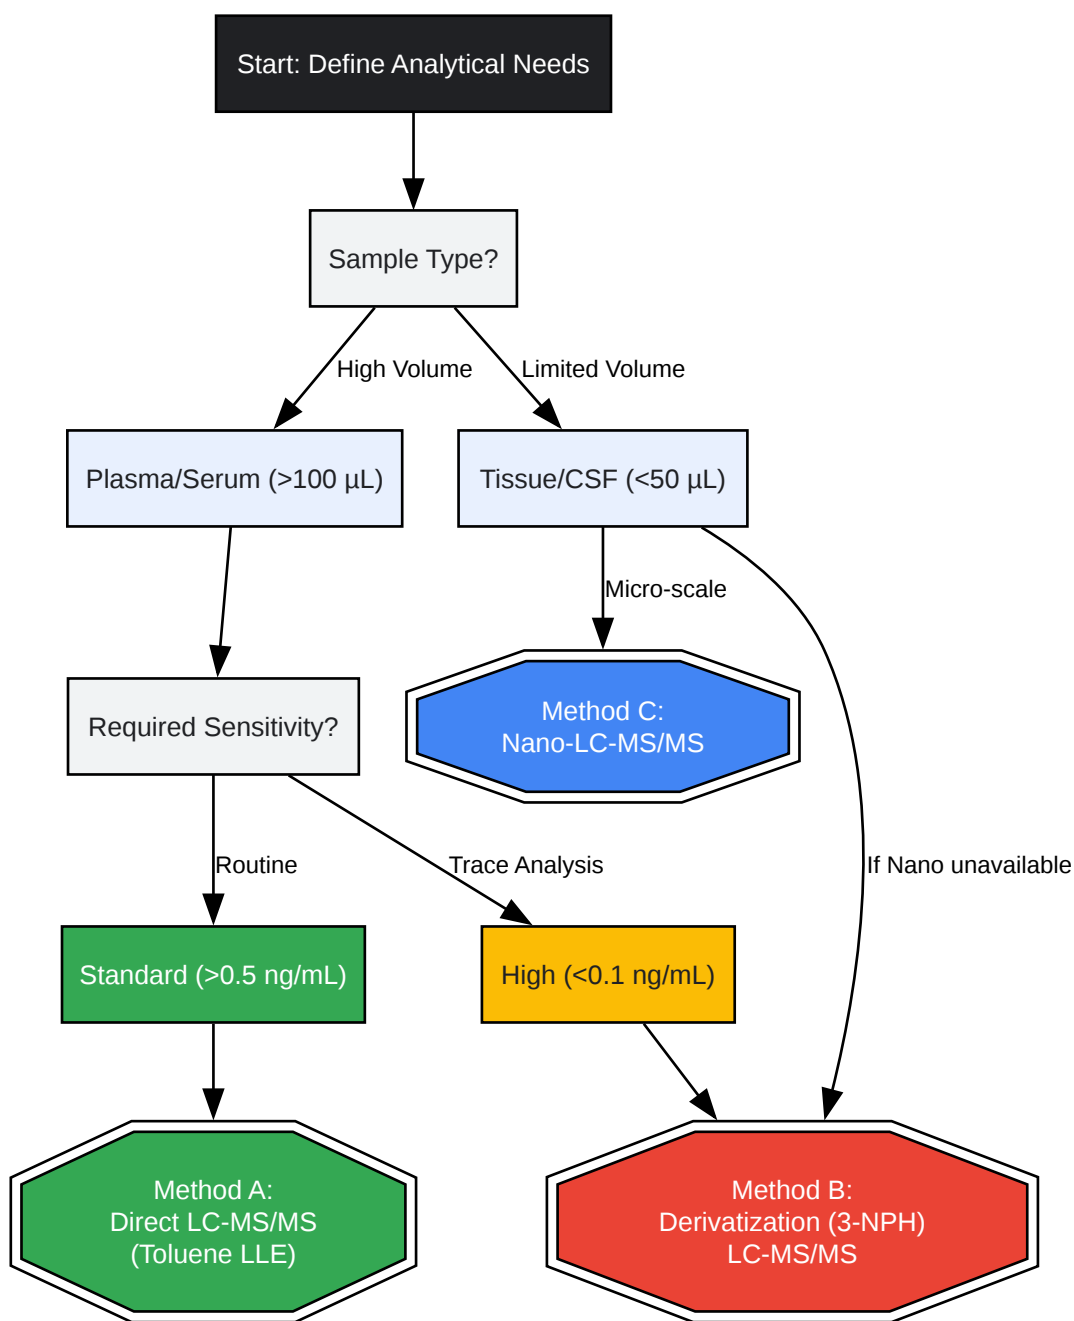 Start: Define Analytical Needs
Sample Type?
High Volume
Limited Volume
Plasma/Serum (>100 µL)
Tissue/CSF (<50 µL)
Micro-scale
Required Sensitivity?
Method C:
Nano-LC-MS/MS
Routine
Trace Analysis
If Nano unavailable
Standard (>0.5 ng/mL)
High (<0.1 ng/mL)
Method A:
Direct LC-MS/MS
(Toluene LLE)
Method B:
Derivatization (3-NPH)
LC-MS/MS